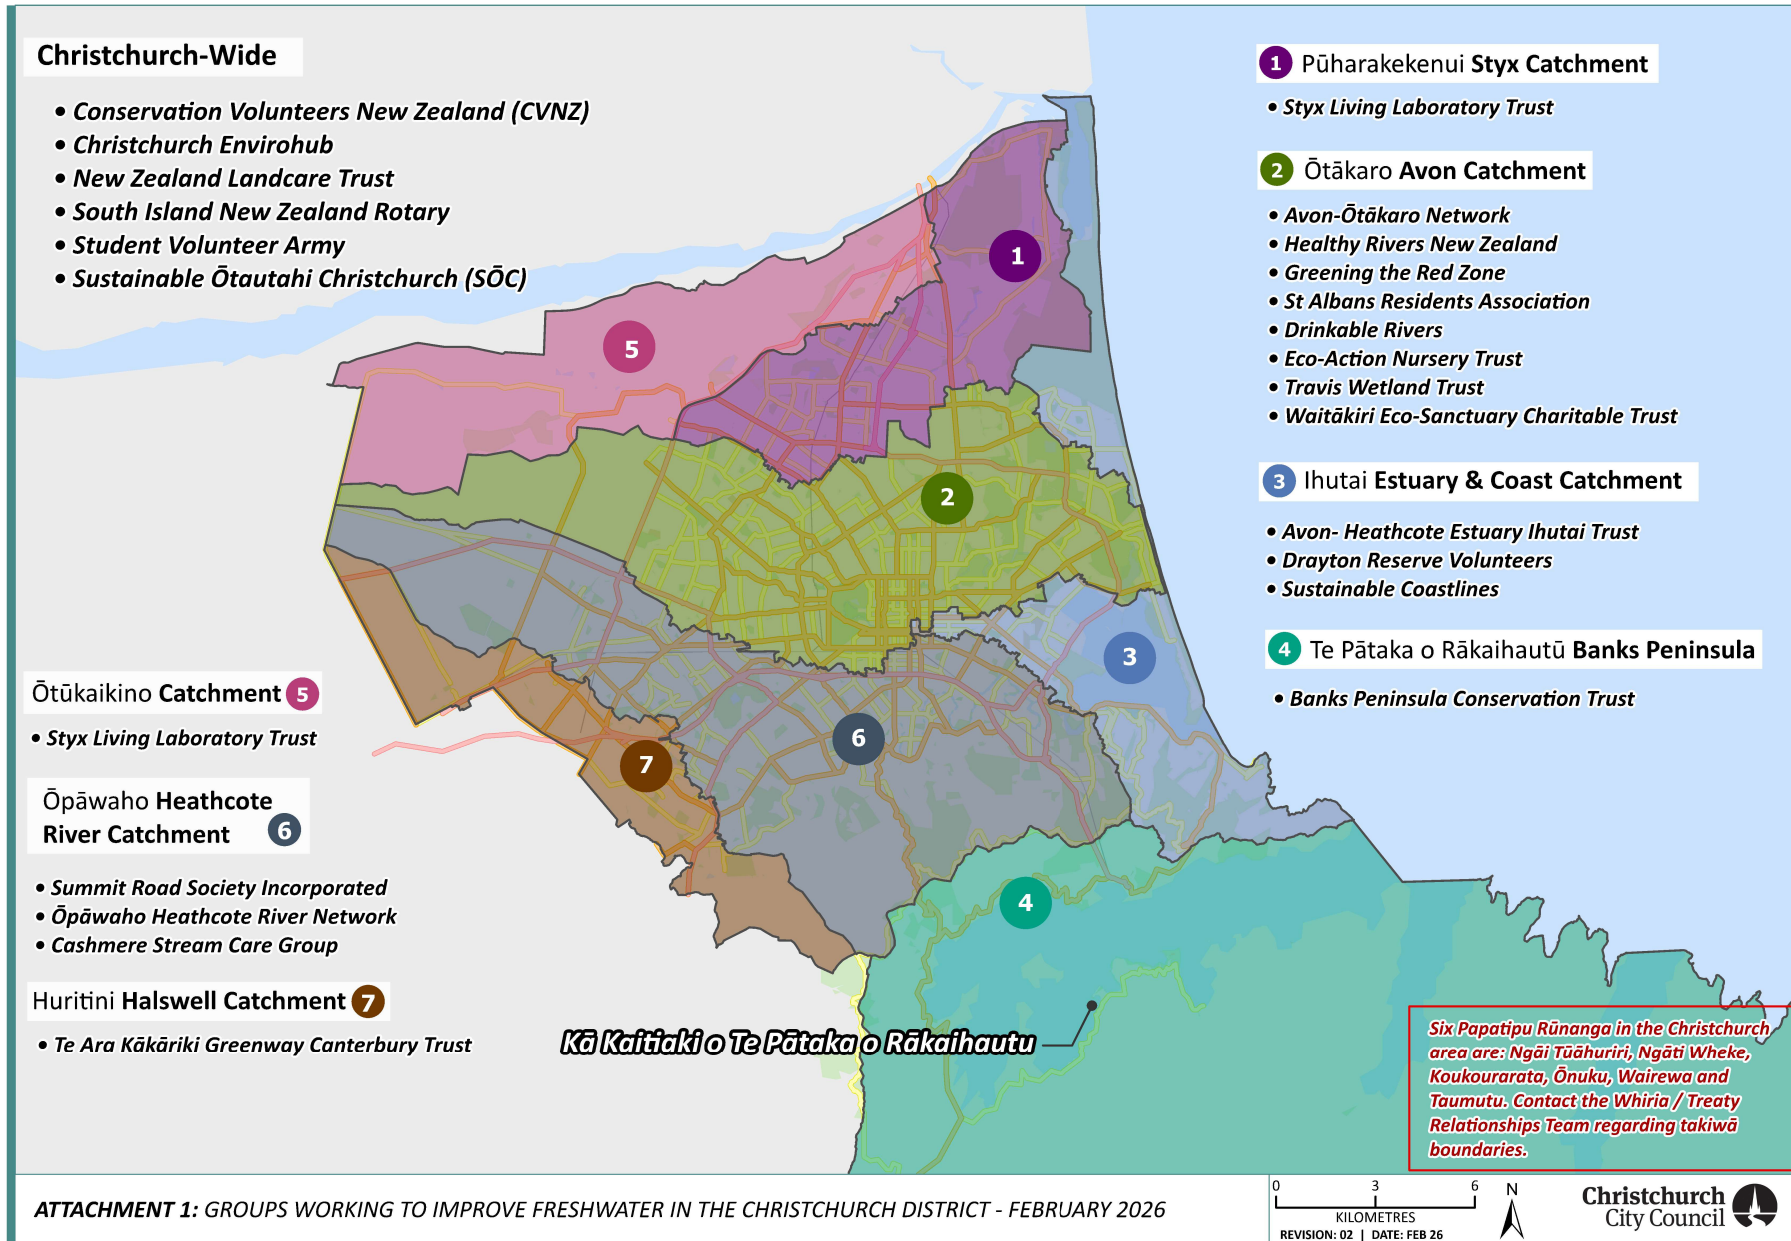 Christchurch-Wide
• Conservation Volunteers New Zealand (CVNZ)
• Christchurch Envirohub
• New Zealand Landcare Trust
• South Island New Zealand Rotary
• Student Volunteer Army
• Sustainable Ōtautahi Christchurch (SŌC)
1 Pūharakekenui Styx Catchment
• Styx Living Laboratory Trust
2 Ōtākaro Avon Catchment
• Avon-Ōtākaro Network
• Healthy Rivers New Zealand
• Greening the Red Zone
• St Albans Residents Association
• Drinkable Rivers
• Eco-Action Nursery Trust
• Travis Wetland Trust
• Waitākiri Eco-Sanctuary Charitable Trust
3 Ihutai Estuary & Coast Catchment
• Avon- Heathcote Estuary Ihutai Trust
• Drayton Reserve Volunteers
• Sustainable Coastlines
4 Te Pātaka o Rākaihautū Banks Peninsula
• Banks Peninsula Conservation Trust
Ōtūkaikino Catchment 5
• Styx Living Laboratory Trust
Ōpāwaho Heathcote
River Catchment 6
• Summit Road Society Incorporated
• Ōpāwaho Heathcote River Network
• Cashmere Stream Care Group
Huritini Halswell Catchment 7
• Te Ara Kākāriki Greenway Canterbury Trust
1
5
2
3
6
7
4
Kā Kaitiaki o Te Pātaka o Rākaihautu
Six Papatipu Rūnanga in the Christchurch
area are: Ngāi Tūāhuriri, Ngāti Wheke,
Koukourarata, Ōnuku, Wairewa and
Taumutu. Contact the Whiria / Treaty
Relationships Team regarding takiwā
boundaries.
ATTACHMENT 1: GROUPS WORKING TO IMPROVE FRESHWATER IN THE CHRISTCHURCH DISTRICT - FEBRUARY 2026
0 3 6
KILOMETRES
REVISION: 02 | DATE: FEB 26
N
Christchurch
City Council